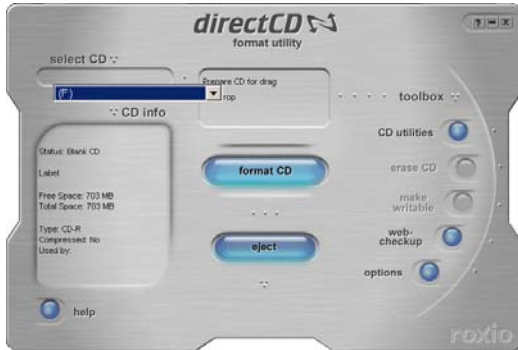 directCD
format utility
? - x
select CD
(F:)
Prepare CD for drag
rop
toolbox
CD info
Status: Blank CD
Label
Free Space: 703 MB
Total Space: 703 MB
Type: CD-R
Compressed: No
Used by:
format CD
eject
CD utilities
erase CD
make
writable
web-
checkup
options
help
roxio